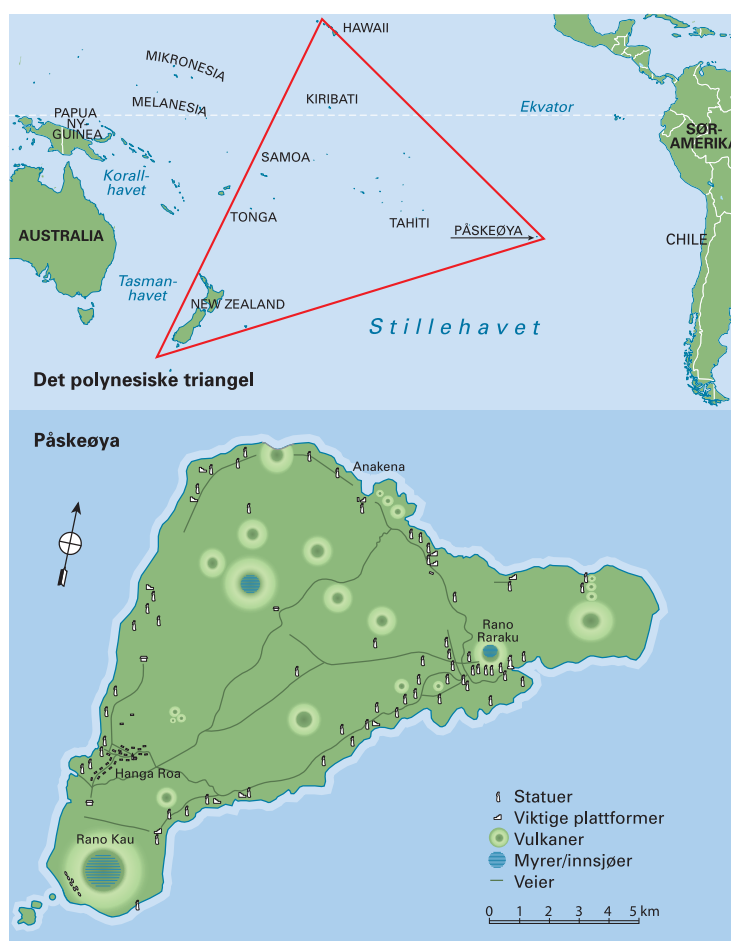 HAWAII
MIKRONESIA
KIRIBATI
MELANESIA
Ekvator
PAPUA
NY-
GUINEA
SØR-
AMERIKA
SAMOA
Korall-
havet
TONGA
TAHITI
PÅSKEØYA
AUSTRALIA
CHILE
Tasman-
havet
NEW ZEALAND
Stillehavet
Det polynesiske triangel
Påskeøya
Anakena
Rano
Raraku
Hanga Roa
Rano Kau
Statuer
Viktige plattformer
Vulkaner
Myrer/innsjøer
Veier
0 1 2 3 4 5 km